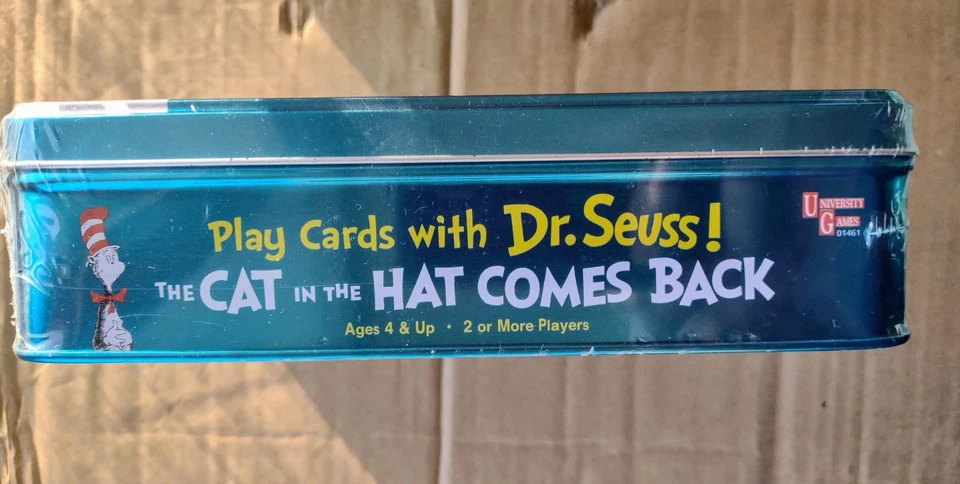 Play Cards with Dr. Seuss!
THE CAT IN THE HAT COMES BACK
Ages 4 & Up · 2 or More Players
UNIVERSITY
GAMES
01461